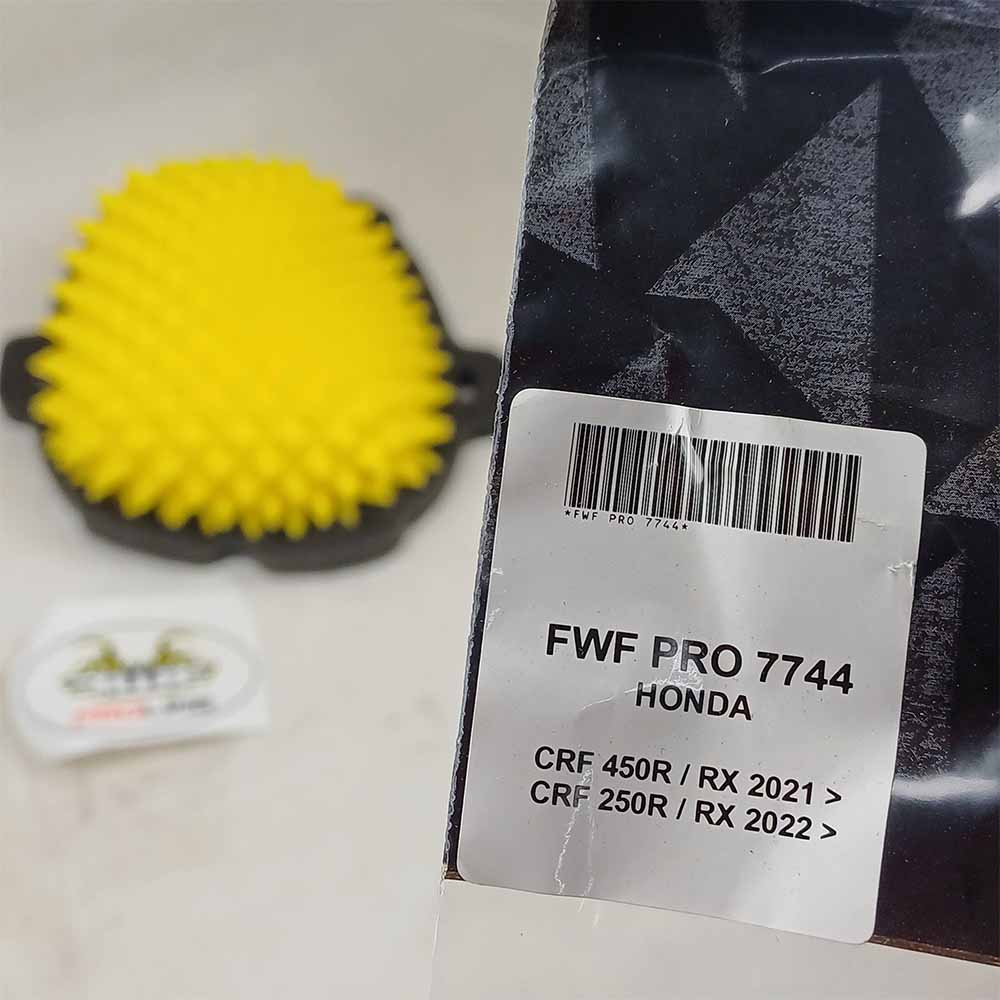 *FWF PRO 7744*
FWF PRO 7744
HONDA
CRF 450R / RX 2021 >
CRF 250R / RX 2022 >